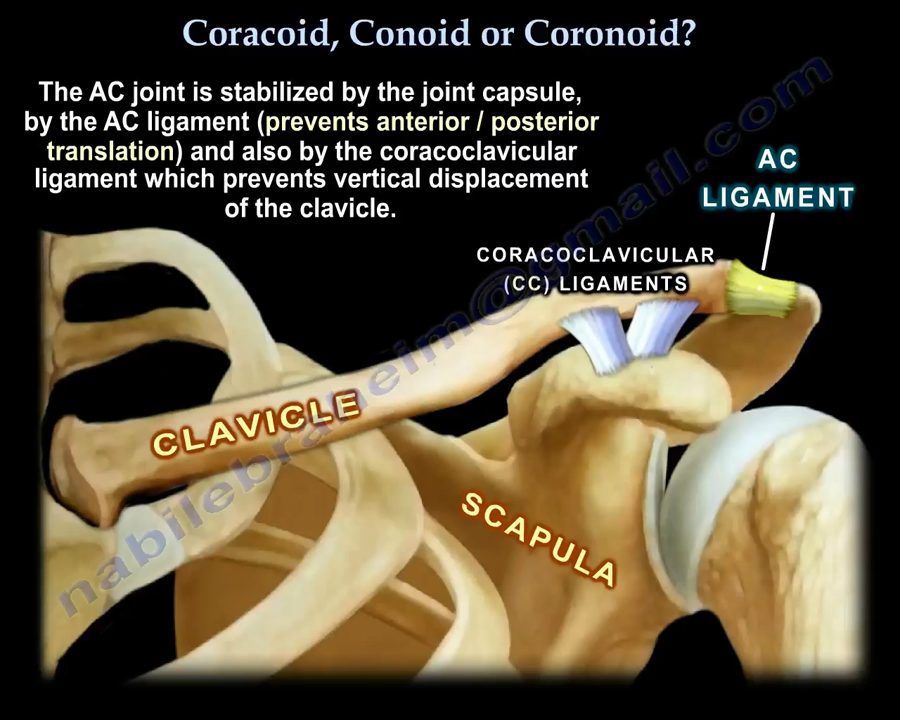 Coracoid, Conoid or Coronoid?
The AC joint is stabilized by the joint capsule,
by the AC ligament (prevents anterior / posterior
translation) and also by the coracoclavicular
ligament which prevents vertical displacement
of the clavicle.
AC
LIGAMENT
CORACOCLAVICULAR
(CC) LIGAMENTS
CLAVICLE
SCAPULA
nabilebraheim@gmail.com